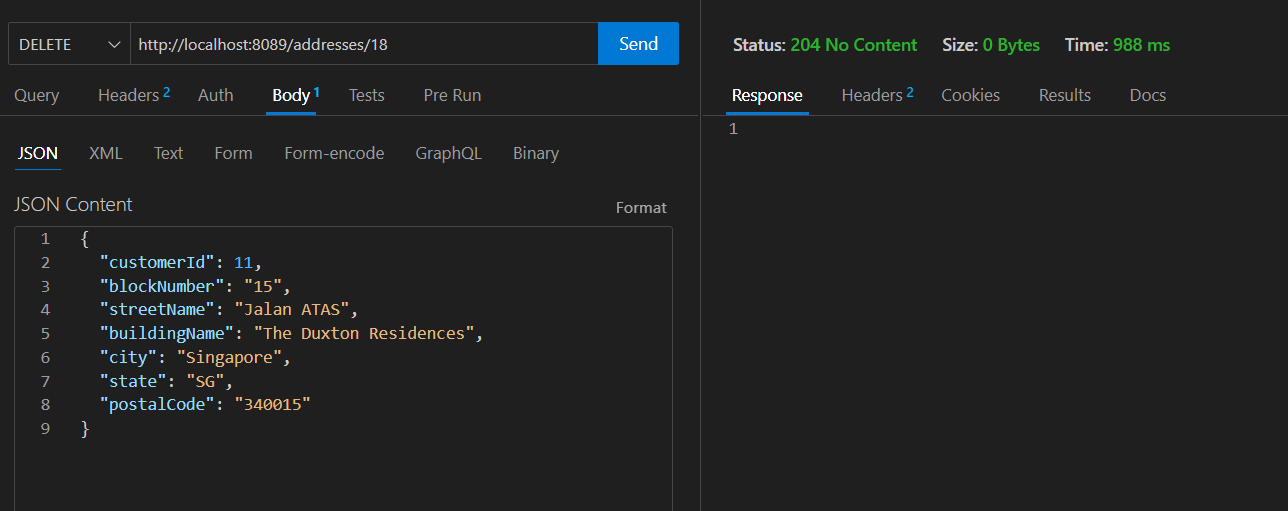 DELETE http://localhost:8089/addresses/18 Send
Query Headers 2 Auth Body 1 Tests Pre Run
JSON XML Text Form Form-encode GraphQL Binary
JSON Content
Format
1 {
2 "customerId": 11,
3 "blockNumber": "15",
4 "streetName": "Jalan ATAS",
5 "buildingName": "The Duxton Residences",
6 "city": "Singapore",
7 "state": "SG",
8 "postalCode": "340015"
9 }
Status: 204 No Content Size: 0 Bytes Time: 988 ms
Response Headers 2 Cookies Results Docs
1